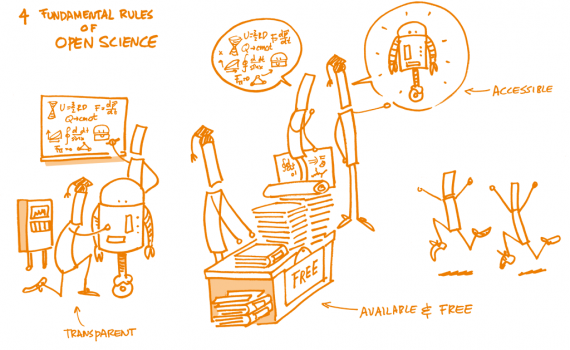 4 FUNDAMENTAL RULES
OF
OPEN SCIENCE
TRANSPARENT
FREE
AVAILABLE & FREE
ACCESSIBLE